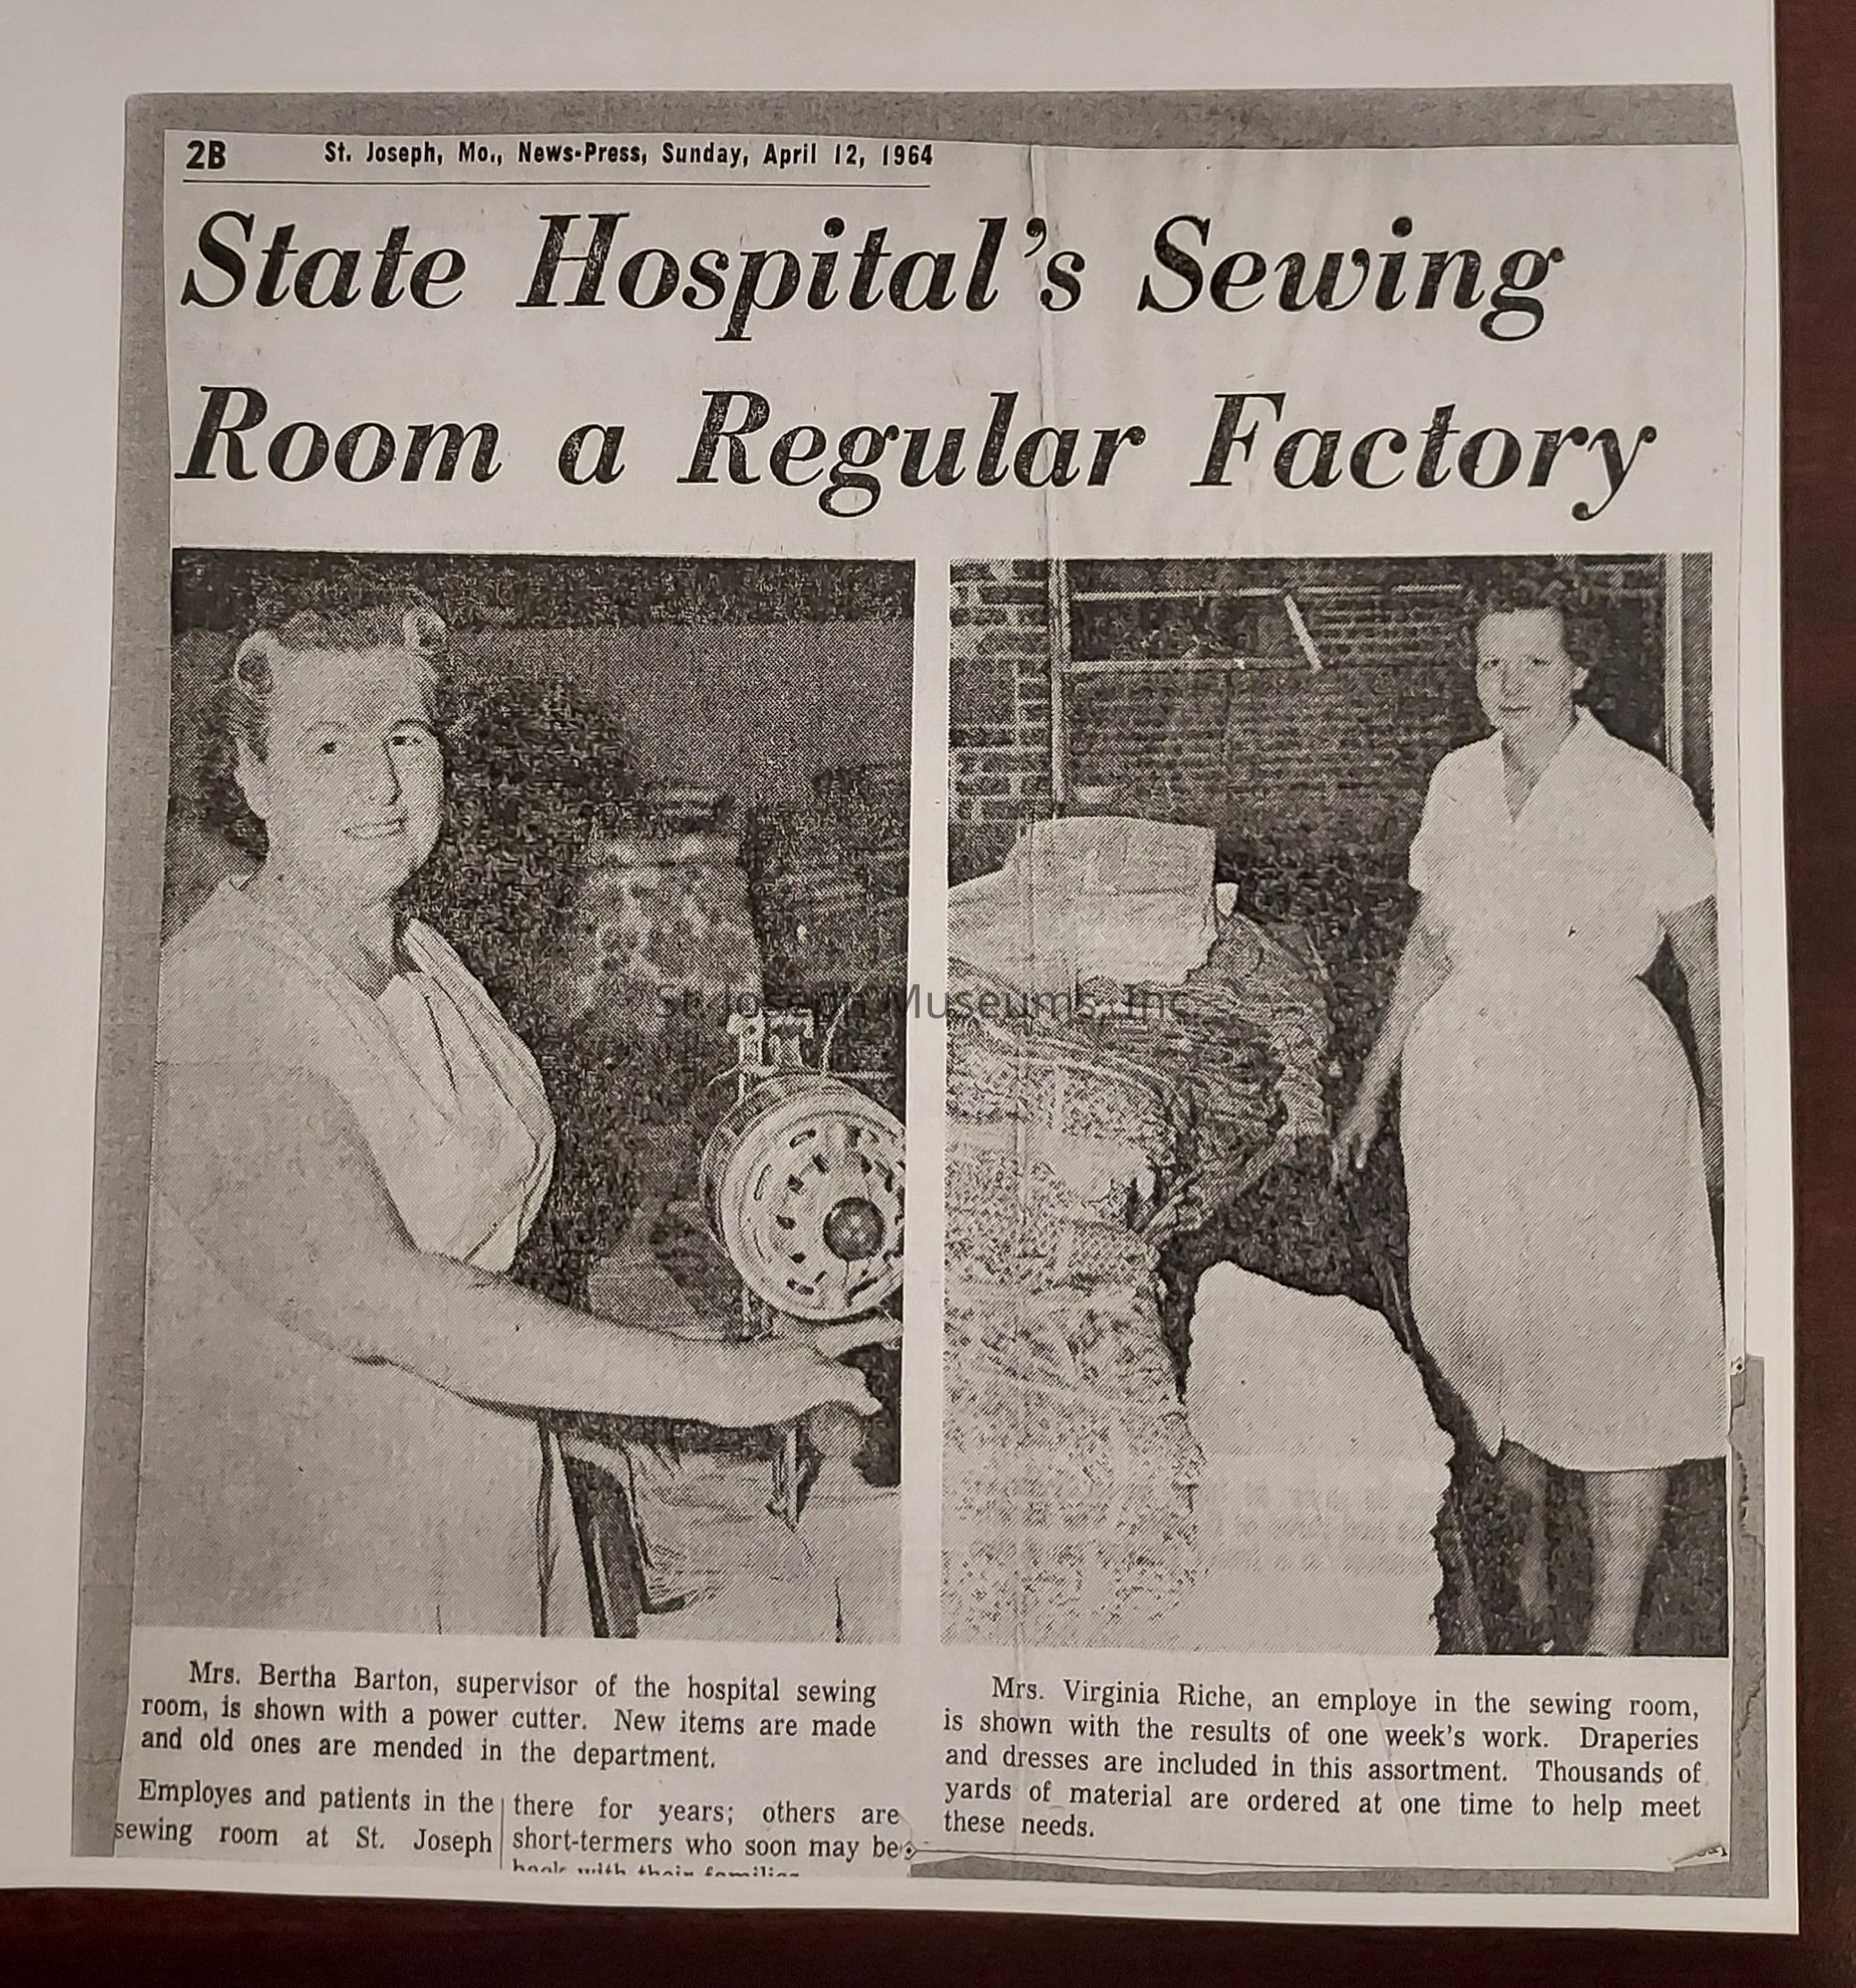 2B St. Joseph, Mo., News-Press, Sunday, April 12, 1964
State Hospital's Sewing
Room a Regular Factory
St. Joseph Museums, Inc.
Mrs. Bertha Barton, supervisor of the hospital sewing
room, is shown with a power cutter. New items are made
and old ones are mended in the department.
Employes and patients in the
sewing room at St. Joseph
there for years; others are
short-termers who soon may be
back with their families
Mrs. Virginia Riche, an employe in the sewing room,
is shown with the results of one week's work. Draperies
and dresses are included in this assortment. Thousands of
yards of material are ordered at one time to help meet
these needs.